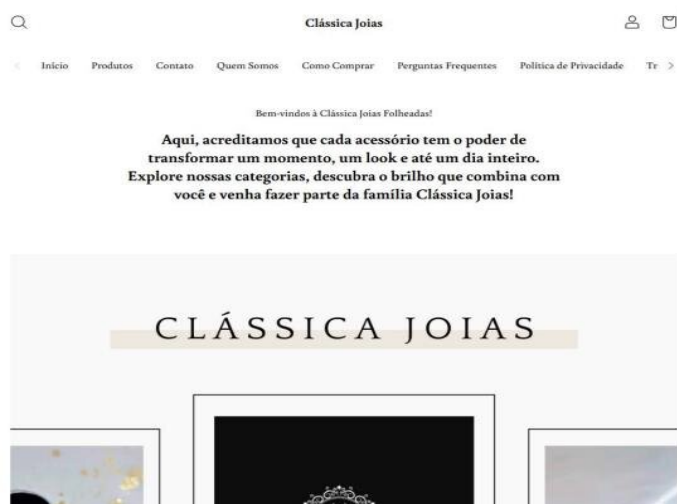 Clássica Joias
Início Produtos Contato Quem Somos Como Comprar Perguntas Frequentes Política de Privacidade Tr
Bem-vindos à Clássica Joias Folheadas!
Aqui, acreditamos que cada acessório tem o poder de
transformar um momento, um look e até um dia inteiro.
Explore nossas categorias, descubra o brilho que combina com
você e venha fazer parte da família Clássica Joias!
CLÁSSICA JOIAS